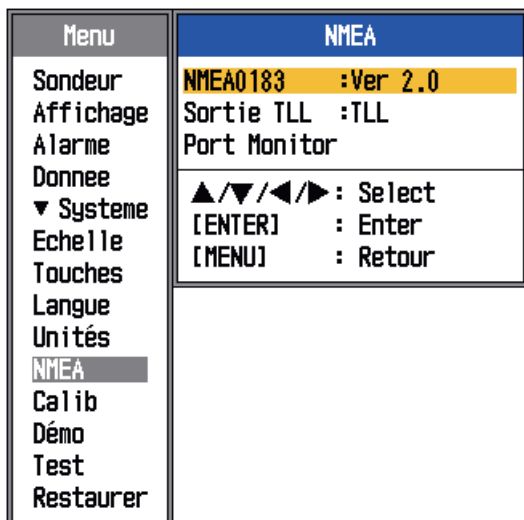 Menu
Sondeur
Affichage
Alarme
Donnee
▼ Systeme
Echelle
Touches
Langue
Unités
NMEA
Calib
Démo
Test
Restaurer
NMEA
NMEA0183 :Ver 2.0
Sortie TLL :TLL
Port Monitor
▲/▼/◀/▶: Select
[ENTER] : Enter
[MENU] : Retour